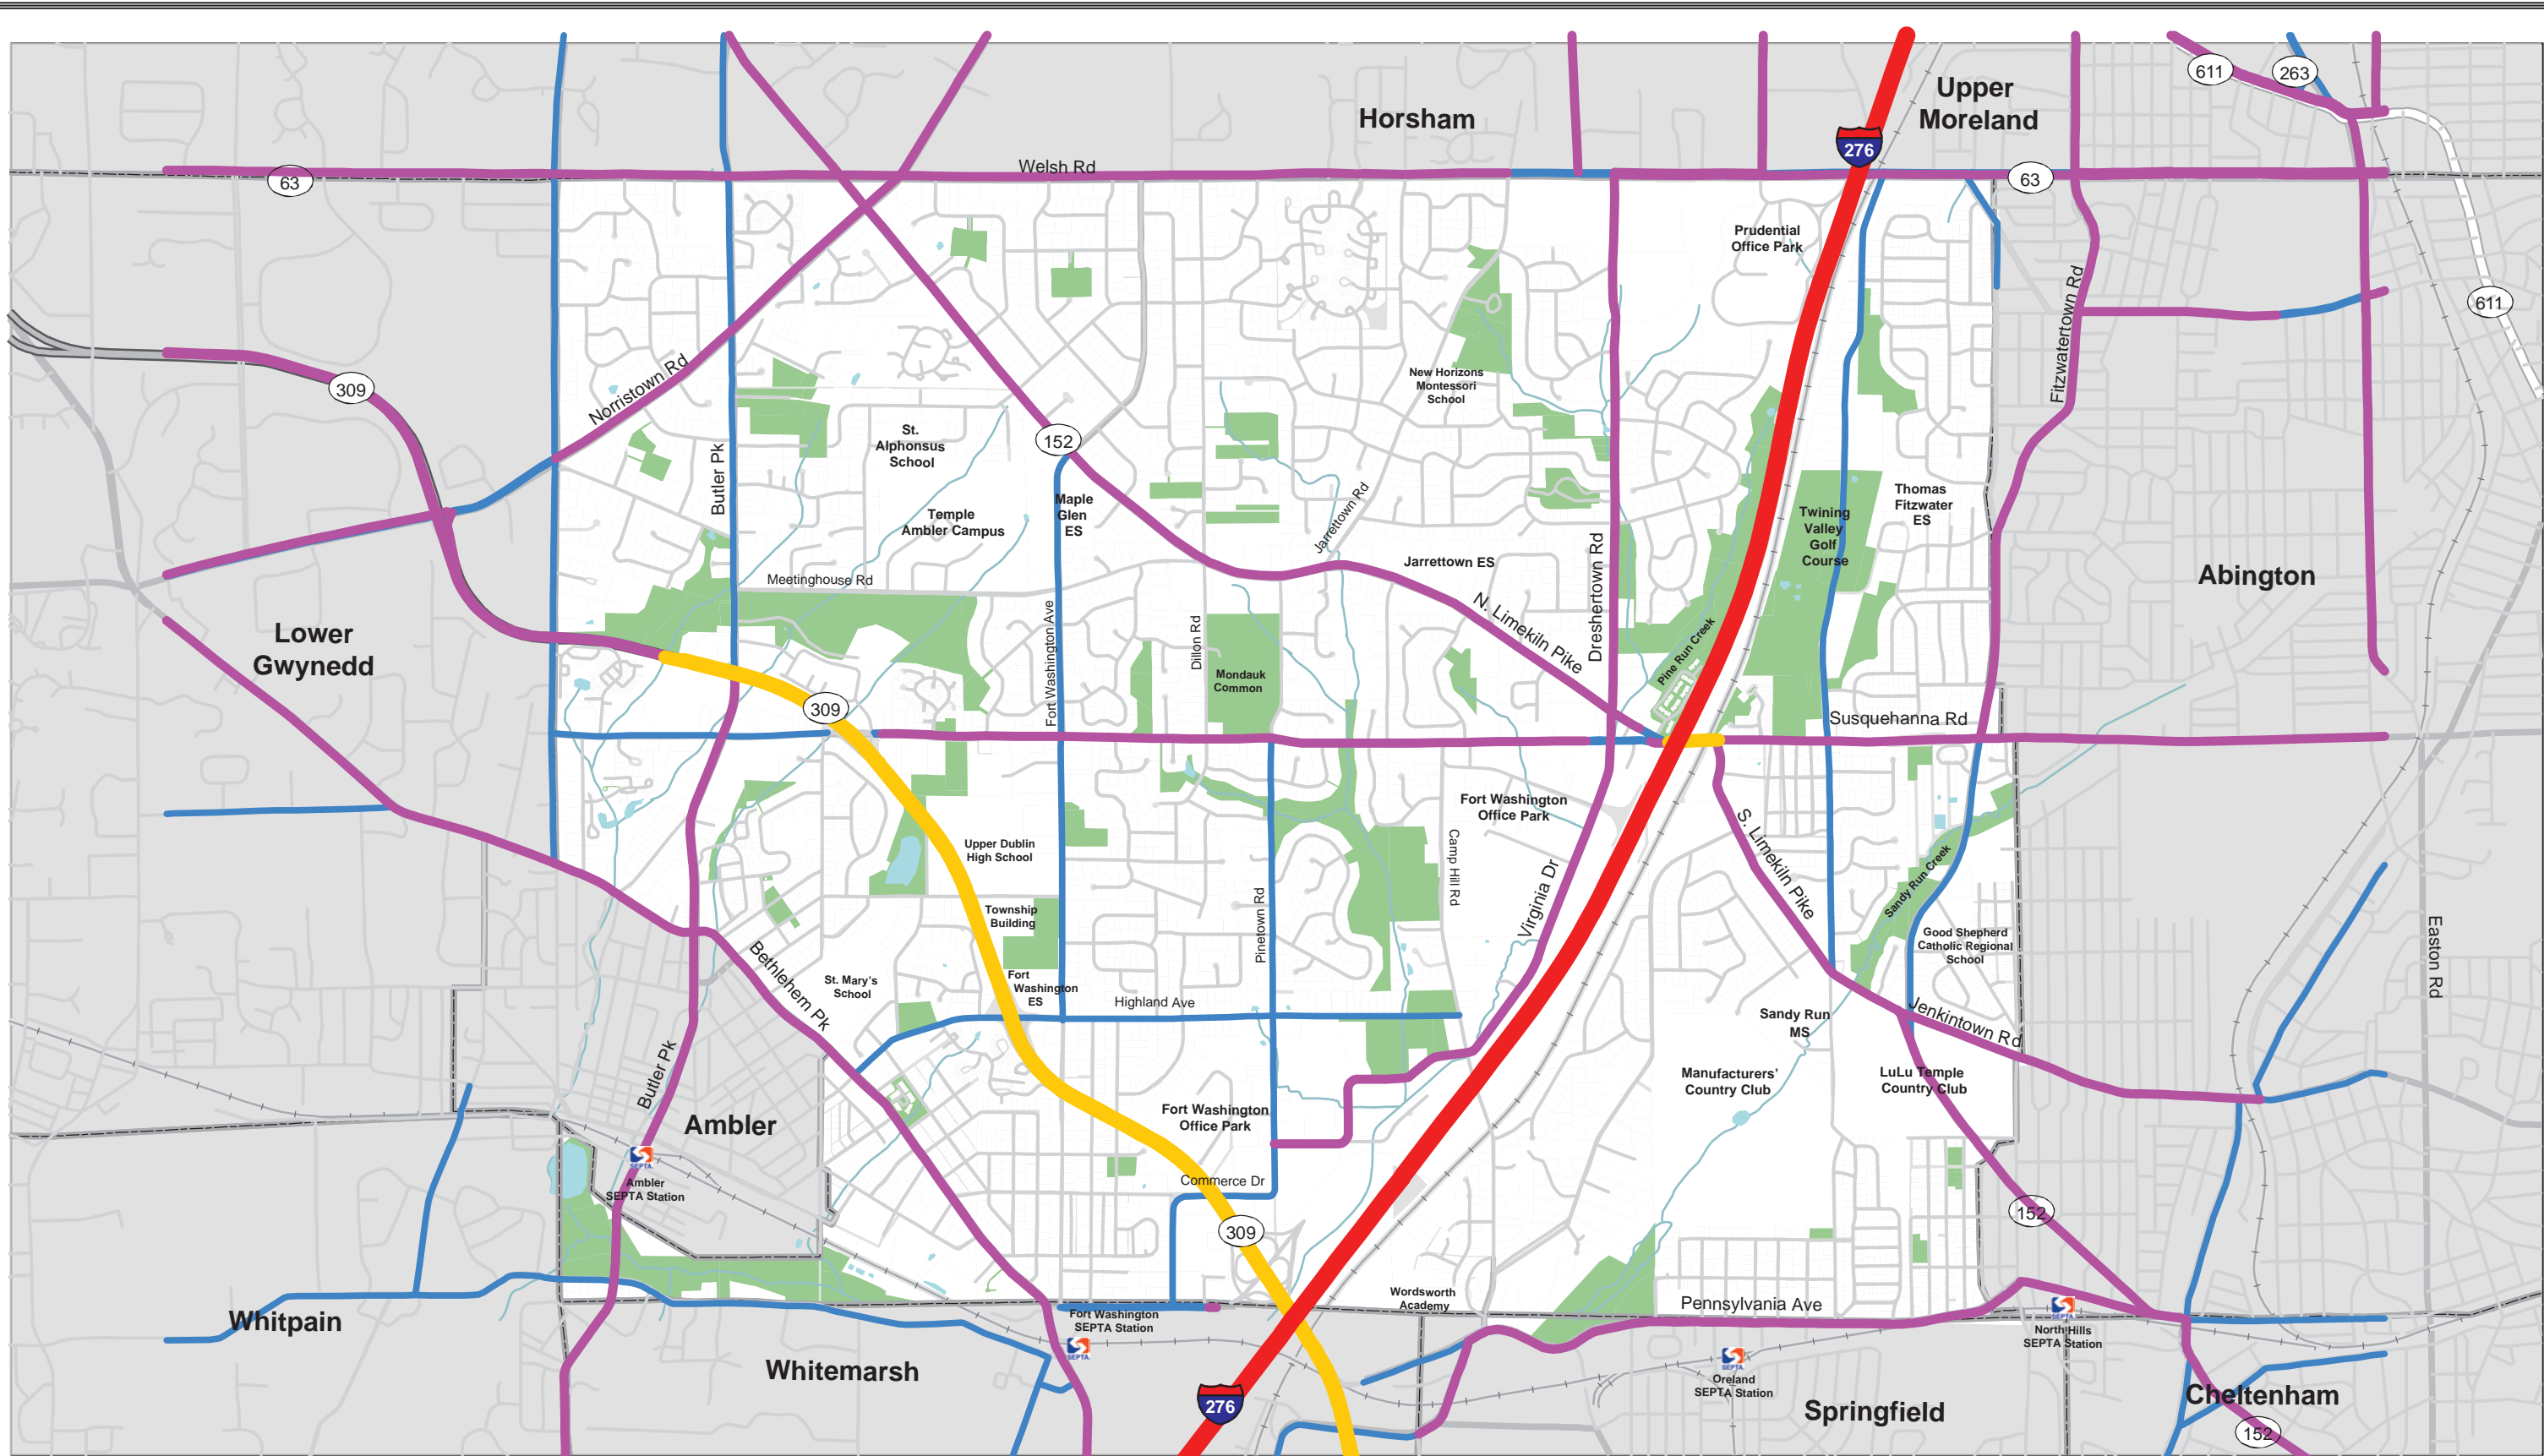 611
263
Upper
Moreland
Horsham
276
Welsh Rd
63
63
Prudential
Office Park
611
Fitzwatertown Rd
Norristown Rd
309
New Horizons
Montessori
School
152
St.
Alphonsus
School
Butler Pk
Maple
Glen
ES
Temple
Ambler Campus
Jarrettown Rd
Thomas
Fitzwater
ES
Twining
Valley
Golf
Course
Jarrettown ES
Meetinghouse Rd
Dreshertown Rd
Abington
N. Limekiln Pike
Lower
Gwynedd
Fort Washington Ave
Dillon Rd
Mondauk
Common
Pine Run Creek
309
Susquehanna Rd
Fort Washington
Office Park
S. Limekiln Pike
Camp Hill Rd
Upper Dublin
High School
Virginia Dr
Sandy Run Creek
Township
Building
Pinetown Rd
Good Shepherd
Catholic Regional
School
Easton Rd
Bethlehem Pk
St. Mary's
School
Fort
Washington
ES
Highland Ave
Sandy Run
MS
Jenkintown Rd
Butler Pk
Manufacturers'
Country Club
LuLu Temple
Country Club
Ambler
Fort Washington
Office Park
SEPTA
Ambler
SEPTA Station
Commerce Dr
152
309
Wordsworth
Academy
Pennsylvania Ave
Whitpain
Fort Washington
SEPTA Station
SEPTA
SEPTA
North Hills
SEPTA Station
Whitemarsh
SEPTA
Oreland
SEPTA Station
276
Springfield
Cheltenham
152